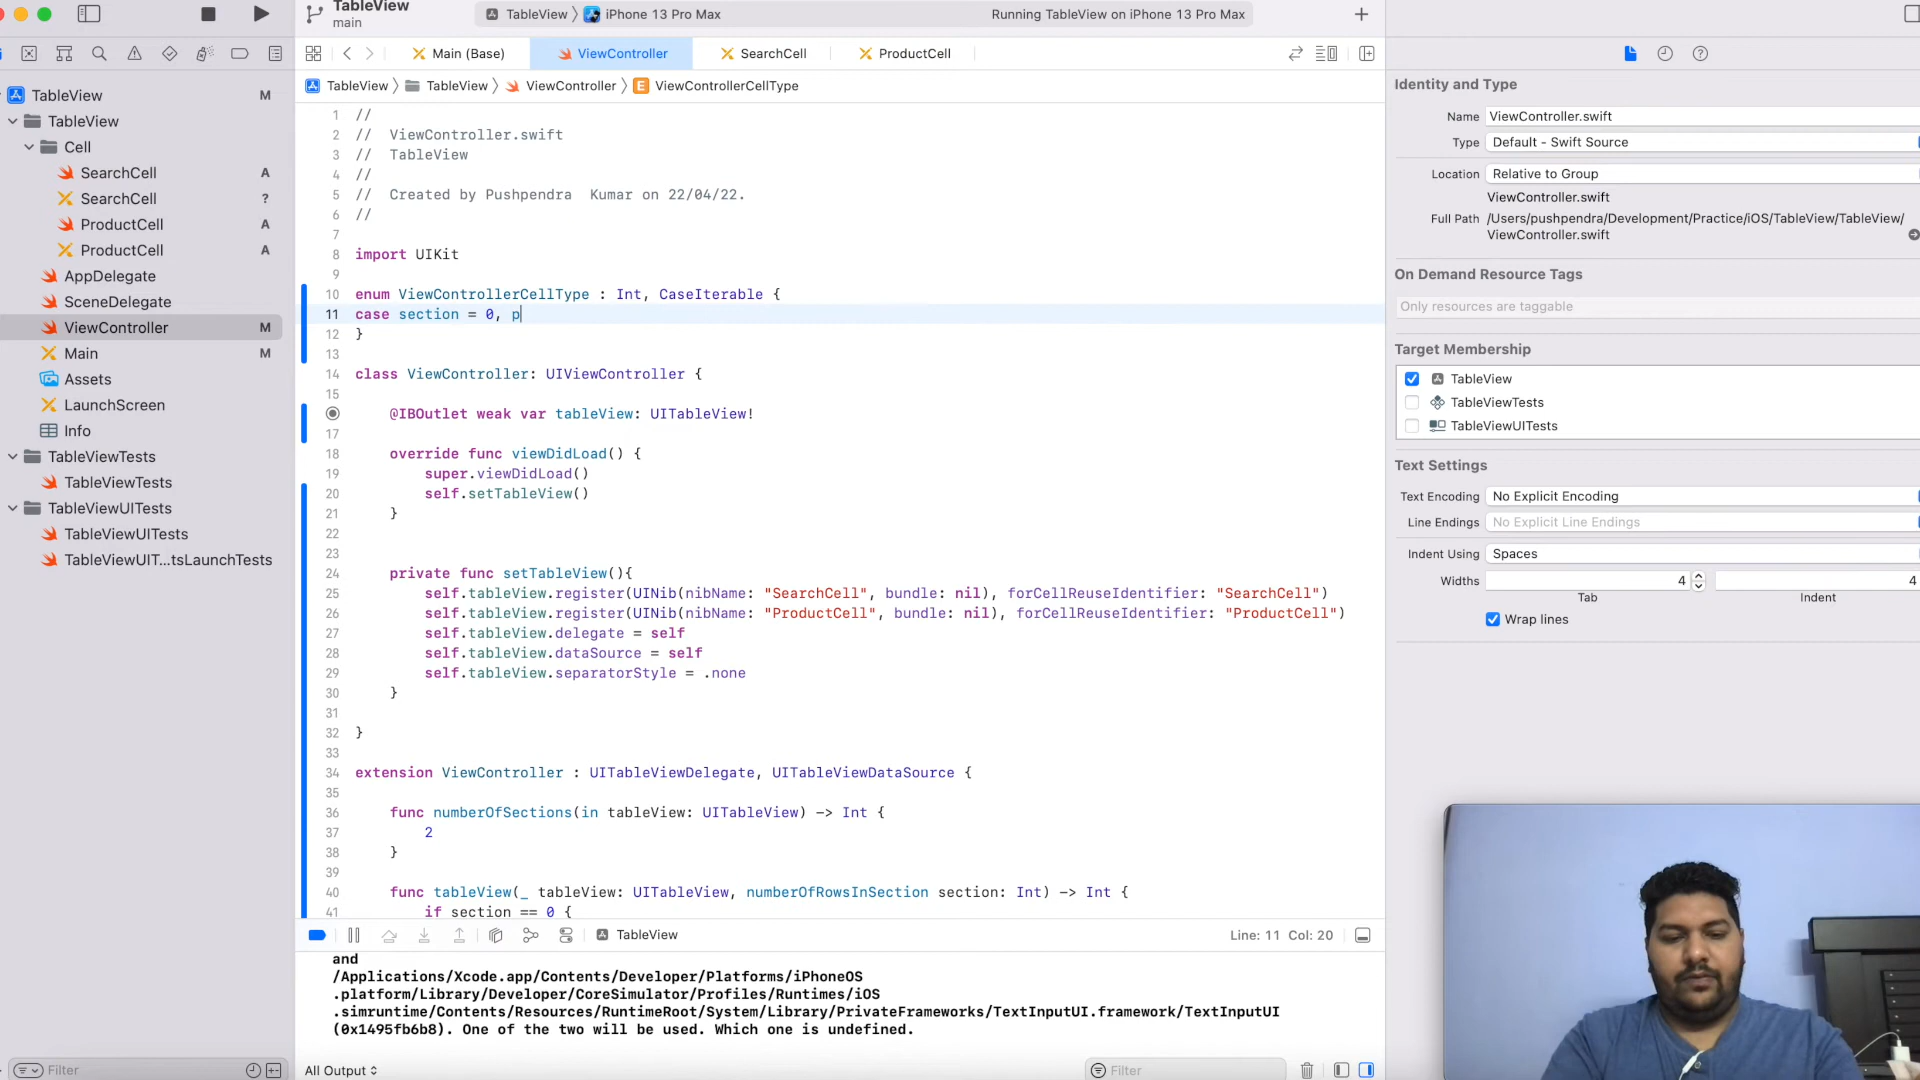 TableView
main
TableView
iPhone 13 Pro Max
Running TableView on iPhone 13 Pro Max
Main (Base)
ViewController
SearchCell
ProductCell
TableView
TableView
ViewController
E
ViewControllerCellType
TableView M
TableView
Cell
SearchCell A
SearchCell ?
ProductCell A
ProductCell A
AppDelegate
SceneDelegate
ViewController M
Main M
Assets
LaunchScreen
Info
TableViewTests
TableViewTests
TableViewUITests
TableViewUITests
TableViewUIT...tsLaunchTests
Filter
1 //
2 //  ViewController.swift
3 //  TableView
4 //
5 //  Created by Pushpendra  Kumar on 22/04/22.
6 //
7
8 import UIKit
9
10 enum ViewControllerCellType : Int, CaseIterable {
11 case section = 0, p
12 }
13
14 class ViewController: UIViewController {
15
@IBOutlet weak var tableView: UITableView!
17
18 override func viewDidLoad() {
19 super.viewDidLoad()
20 self.setTableView()
21 }
22
23
24 private func setTableView(){
25 self.tableView.register(UINib(nibName: "SearchCell", bundle: nil), forCellReuseIdentifier: "SearchCell")
26 self.tableView.register(UINib(nibName: "ProductCell", bundle: nil), forCellReuseIdentifier: "ProductCell")
27 self.tableView.delegate = self
28 self.tableView.dataSource = self
29 self.tableView.separatorStyle = .none
30 }
31
32 }
33
34 extension ViewController : UITableViewDelegate, UITableViewDataSource {
35
36 func numberOfSections(in tableView: UITableView) -> Int {
37 2
38 }
39
40 func tableView(_ tableView: UITableView, numberOfRowsInSection section: Int) -> Int {
41 if section == 0 {
TableView
Line: 11  Col: 20
and
/Applications/Xcode.app/Contents/Developer/Platforms/iPhoneOS
.platform/Library/Developer/CoreSimulator/Profiles/Runtimes/iOS
.simruntime/Contents/Resources/RuntimeRoot/System/Library/PrivateFrameworks/TextInputUI.framework/TextInputUI
(0x1495fb6b8). One of the two will be used. Which one is undefined.
All Output
Filter
Identity and Type
Name ViewController.swift
Type Default - Swift Source
Location Relative to Group
ViewController.swift
Full Path /Users/pushpendra/Development/Practice/iOS/TableView/TableView/
ViewController.swift
On Demand Resource Tags
Only resources are taggable
Target Membership
TableView
TableViewTests
TableViewUITests
Text Settings
Text Encoding No Explicit Encoding
Line Endings No Explicit Line Endings
Indent Using Spaces
Widths 4 4
Tab Indent
Wrap lines